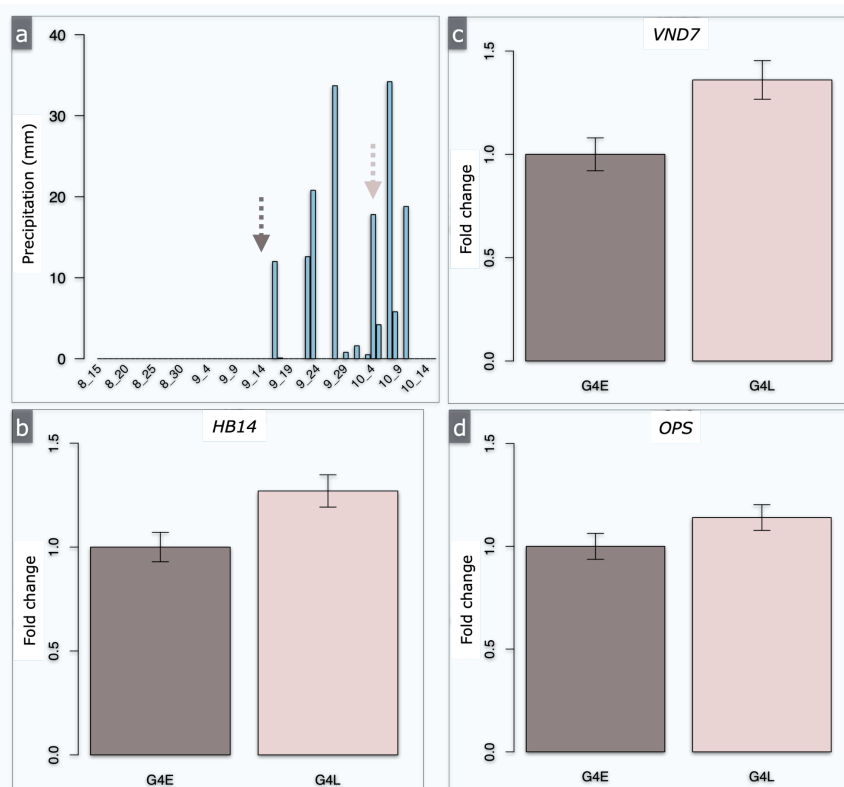 a
40
30
20
10
0
Precipitation (mm)
8_15
8_20
8_25
8_30
9_4
9_9
9_14
9_19
9_24
9_29
10_4
10_9
10_14
c
VND7
1.5
1.0
0.5
0.0
Fold change
G4E
G4L
b
HB14
1.5
1.0
0.5
0.0
Fold change
G4E
G4L
d
OPS
1.5
1.0
0.5
0.0
Fold change
G4E
G4L